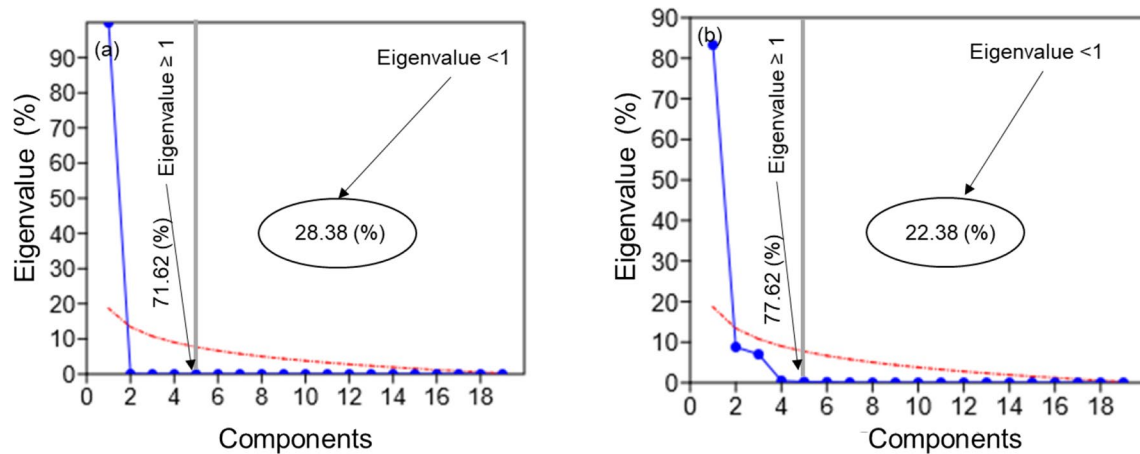 (a)
Eigenvalue (%)
90
80
70
60
50
40
30
20
10
0
Eigenvalue ≥ 1
71.62 (%)
Eigenvalue <1
28.38 (%)
0 2 4 6 8 10 12 14 16 18
Components
(b)
Eigenvalue (%)
90
80
70
60
50
40
30
20
10
0
Eigenvalue ≥ 1
77.62 (%)
Eigenvalue <1
22.38 (%)
0 2 4 6 8 10 12 14 16 18
Components